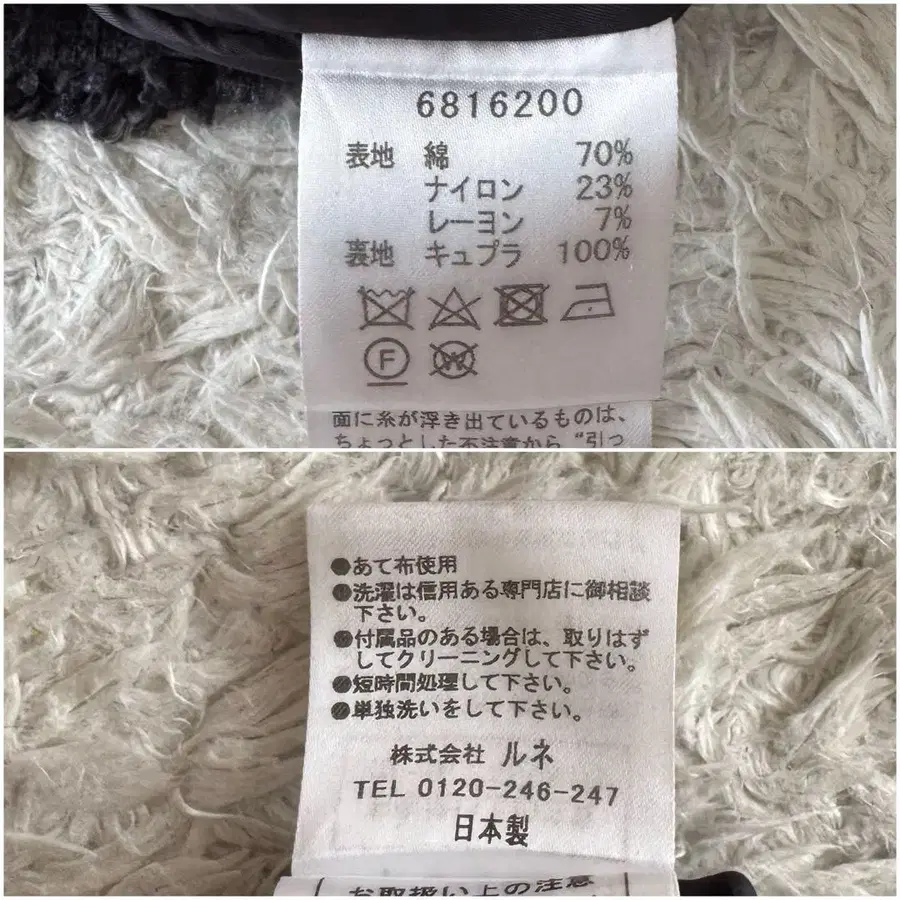 6816200
表地 綿 70%
ナイロン 23%
レーヨン 7%
裏地 キュプラ 100%
F
W
面に糸が浮き出ているものは、
ちょっとした不注意から "引っ
●あて布使用
●洗濯は信用ある専門店に御相談
下さい。
●付属品のある場合は、取りはず
してクリーニングして下さい。
●短時間処理して下さい。
●単独洗いをして下さい。
株式会社 ルネ
TEL 0120-246-247
日本製
お取扱い上の注意